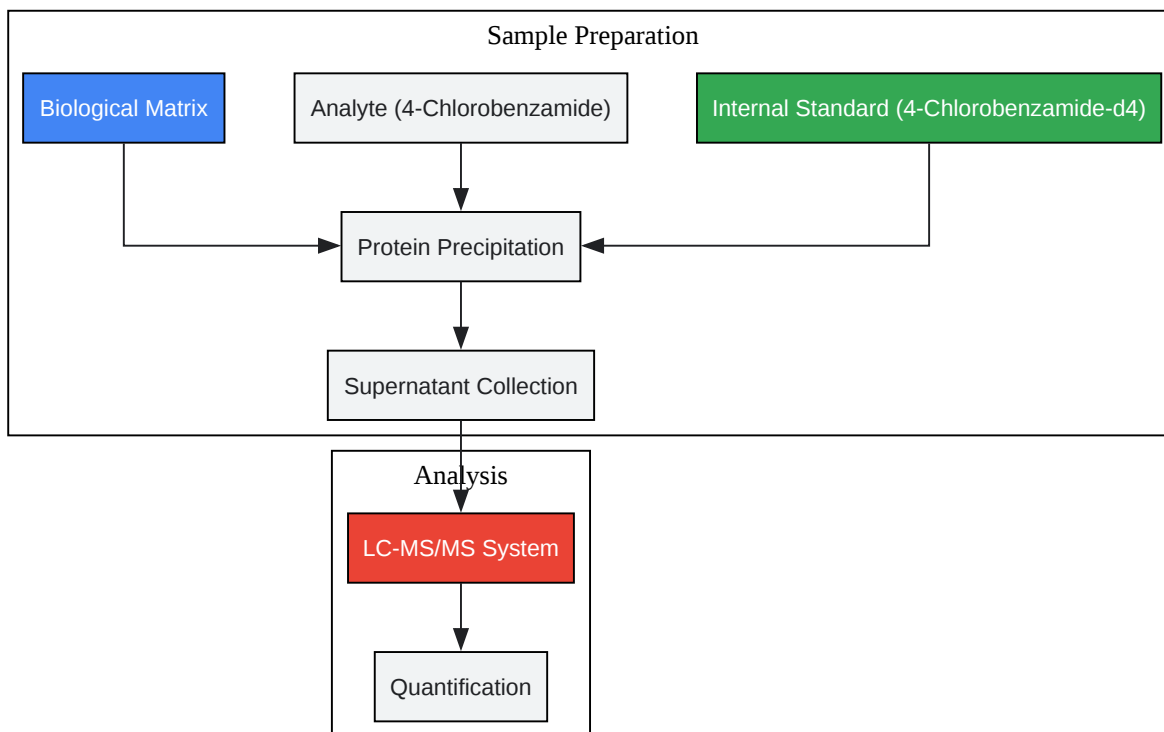 Sample Preparation
Biological Matrix
Analyte (4-Chlorobenzamide)
Internal Standard (4-Chlorobenzamide-d4)
Protein Precipitation
Supernatant Collection
Analysis
LC-MS/MS System
Quantification